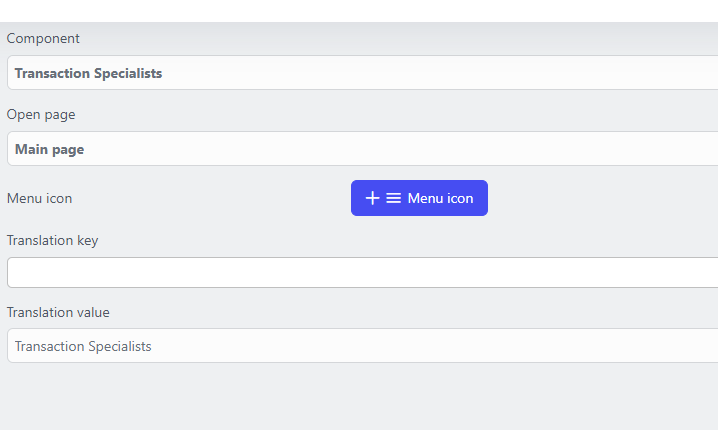 Component
Transaction Specialists
Open page
Main page
Menu icon
Menu icon
Translation key
Translation value
Transaction Specialists